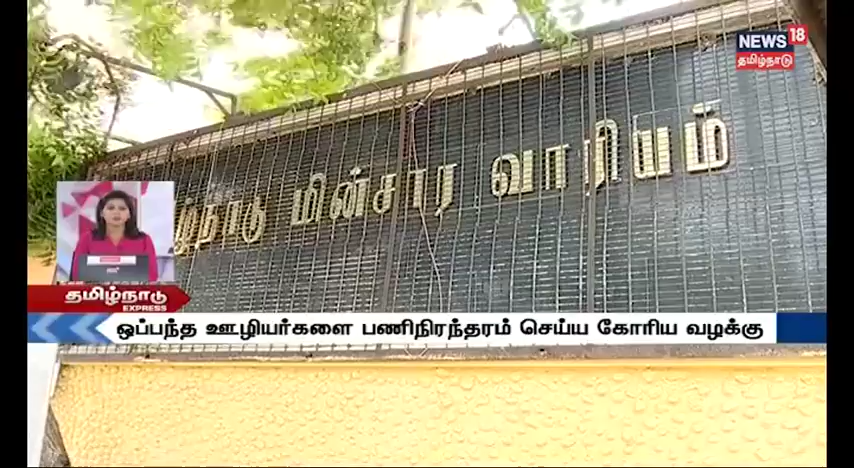 NEWS 18
தமிழ்நாடு
ழ்நாடு மின்சார வாரியம்
தமிழ்நாடு
EXPRESS
ஒப்பந்த ஊழியர்களை பணிநிரந்தரம் செய்ய கோரிய வழக்கு